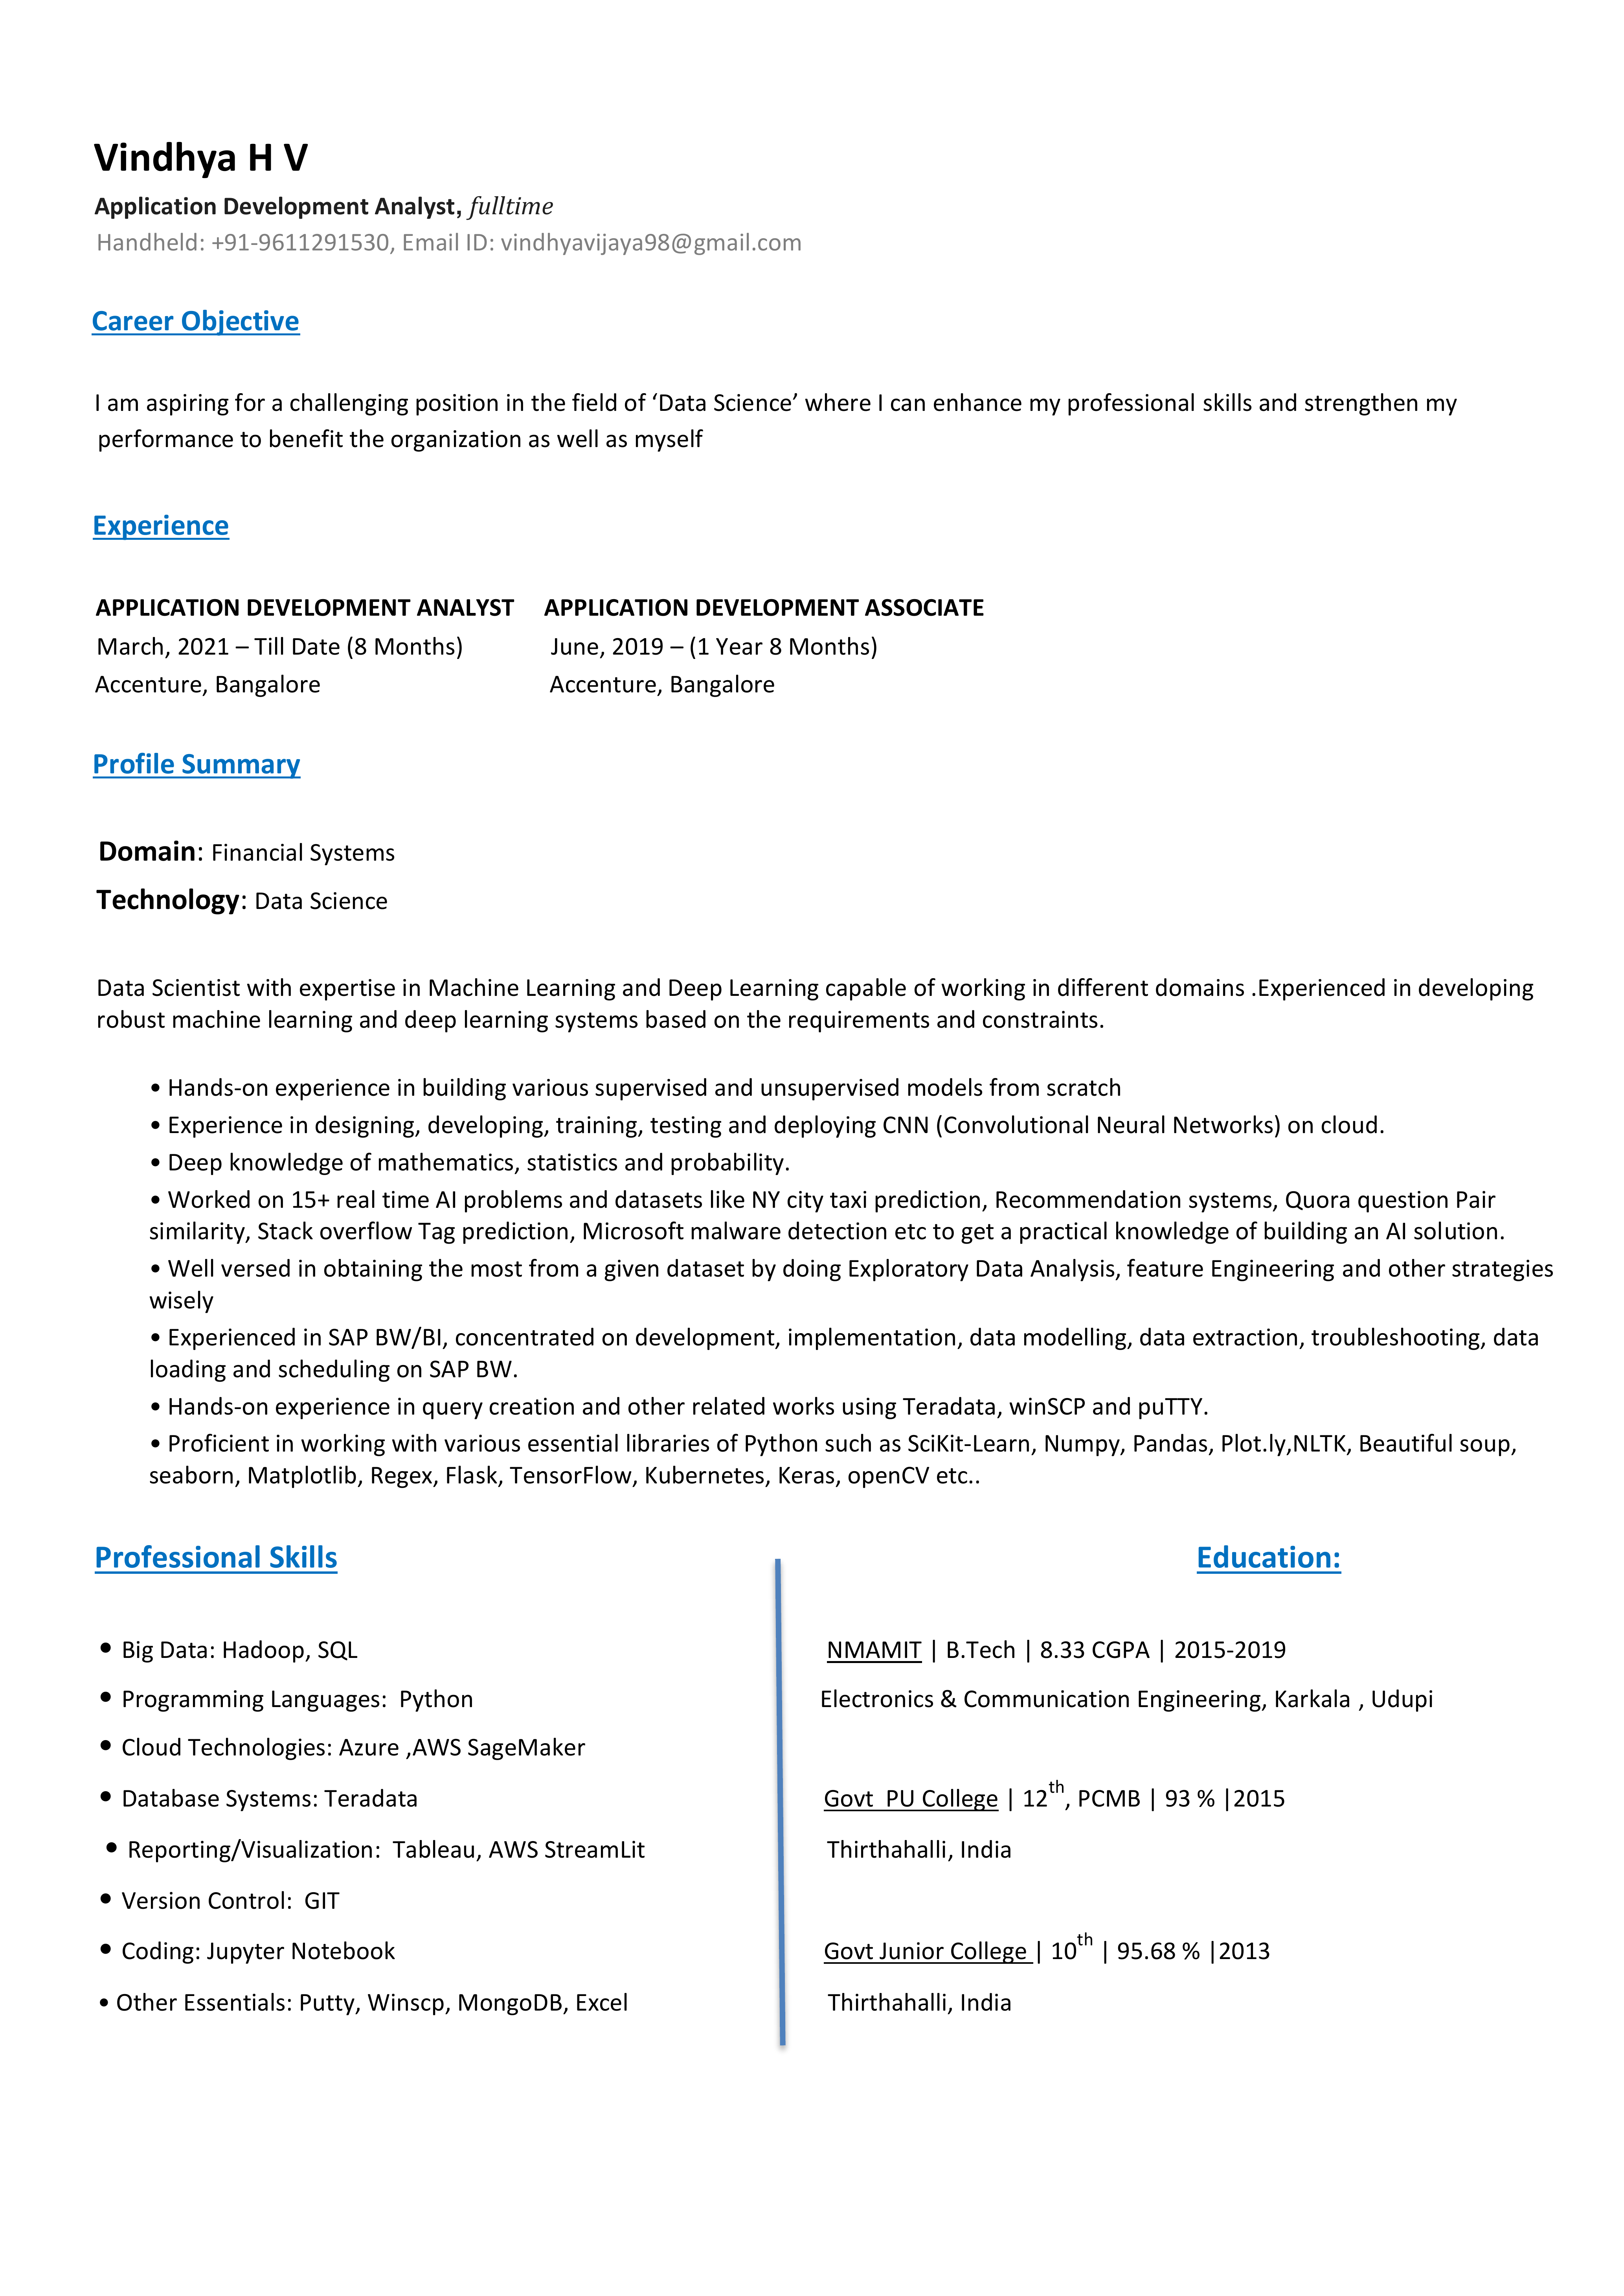 Vindhya H V
Application Development Analyst, fulltime
Handheld: +91-9611291530, Email ID: vindhyavijaya98@gmail.com
Career Objective
I am aspiring for a challenging position in the field of ‘Data Science’ where I can enhance my professional skills and strengthen my
performance to benefit the organization as well as myself
Experience
APPLICATION DEVELOPMENT ANALYST APPLICATION DEVELOPMENT ASSOCIATE
March, 2021 – Till Date (8 Months) June, 2019 – (1 Year 8 Months)
Accenture, Bangalore Accenture, Bangalore
Profile Summary
Domain: Financial Systems
Technology: Data Science
Data Scientist with expertise in Machine Learning and Deep Learning capable of working in different domains .Experienced in developing
robust machine learning and deep learning systems based on the requirements and constraints.
• Hands-on experience in building various supervised and unsupervised models from scratch
• Experience in designing, developing, training, testing and deploying CNN (Convolutional Neural Networks) on cloud.
• Deep knowledge of mathematics, statistics and probability.
• Worked on 15+ real time AI problems and datasets like NY city taxi prediction, Recommendation systems, Quora question Pair
similarity, Stack overflow Tag prediction, Microsoft malware detection etc to get a practical knowledge of building an AI solution.
• Well versed in obtaining the most from a given dataset by doing Exploratory Data Analysis, feature Engineering and other strategies
wisely
• Experienced in SAP BW/BI, concentrated on development, implementation, data modelling, data extraction, troubleshooting, data
loading and scheduling on SAP BW.
• Hands-on experience in query creation and other related works using Teradata, winSCP and puTTY.
• Proficient in working with various essential libraries of Python such as SciKit-Learn, Numpy, Pandas, Plot.ly,NLTK, Beautiful soup,
seaborn, Matplotlib, Regex, Flask, TensorFlow, Kubernetes, Keras, openCV etc..
Professional Skills
• Big Data: Hadoop, SQL
• Programming Languages: Python
• Cloud Technologies: Azure ,AWS SageMaker
• Database Systems: Teradata
• Reporting/Visualization: Tableau, AWS StreamLit
• Version Control: GIT
• Coding: Jupyter Notebook
• Other Essentials: Putty, Winscp, MongoDB, Excel
Education:
NMAMIT | B.Tech | 8.33 CGPA | 2015-2019
Electronics & Communication Engineering, Karkala , Udupi
Govt PU College | 12th, PCMB | 93 % |2015
Thirthahalli, India
Govt Junior College | 10th | 95.68 % |2013
Thirthahalli, India